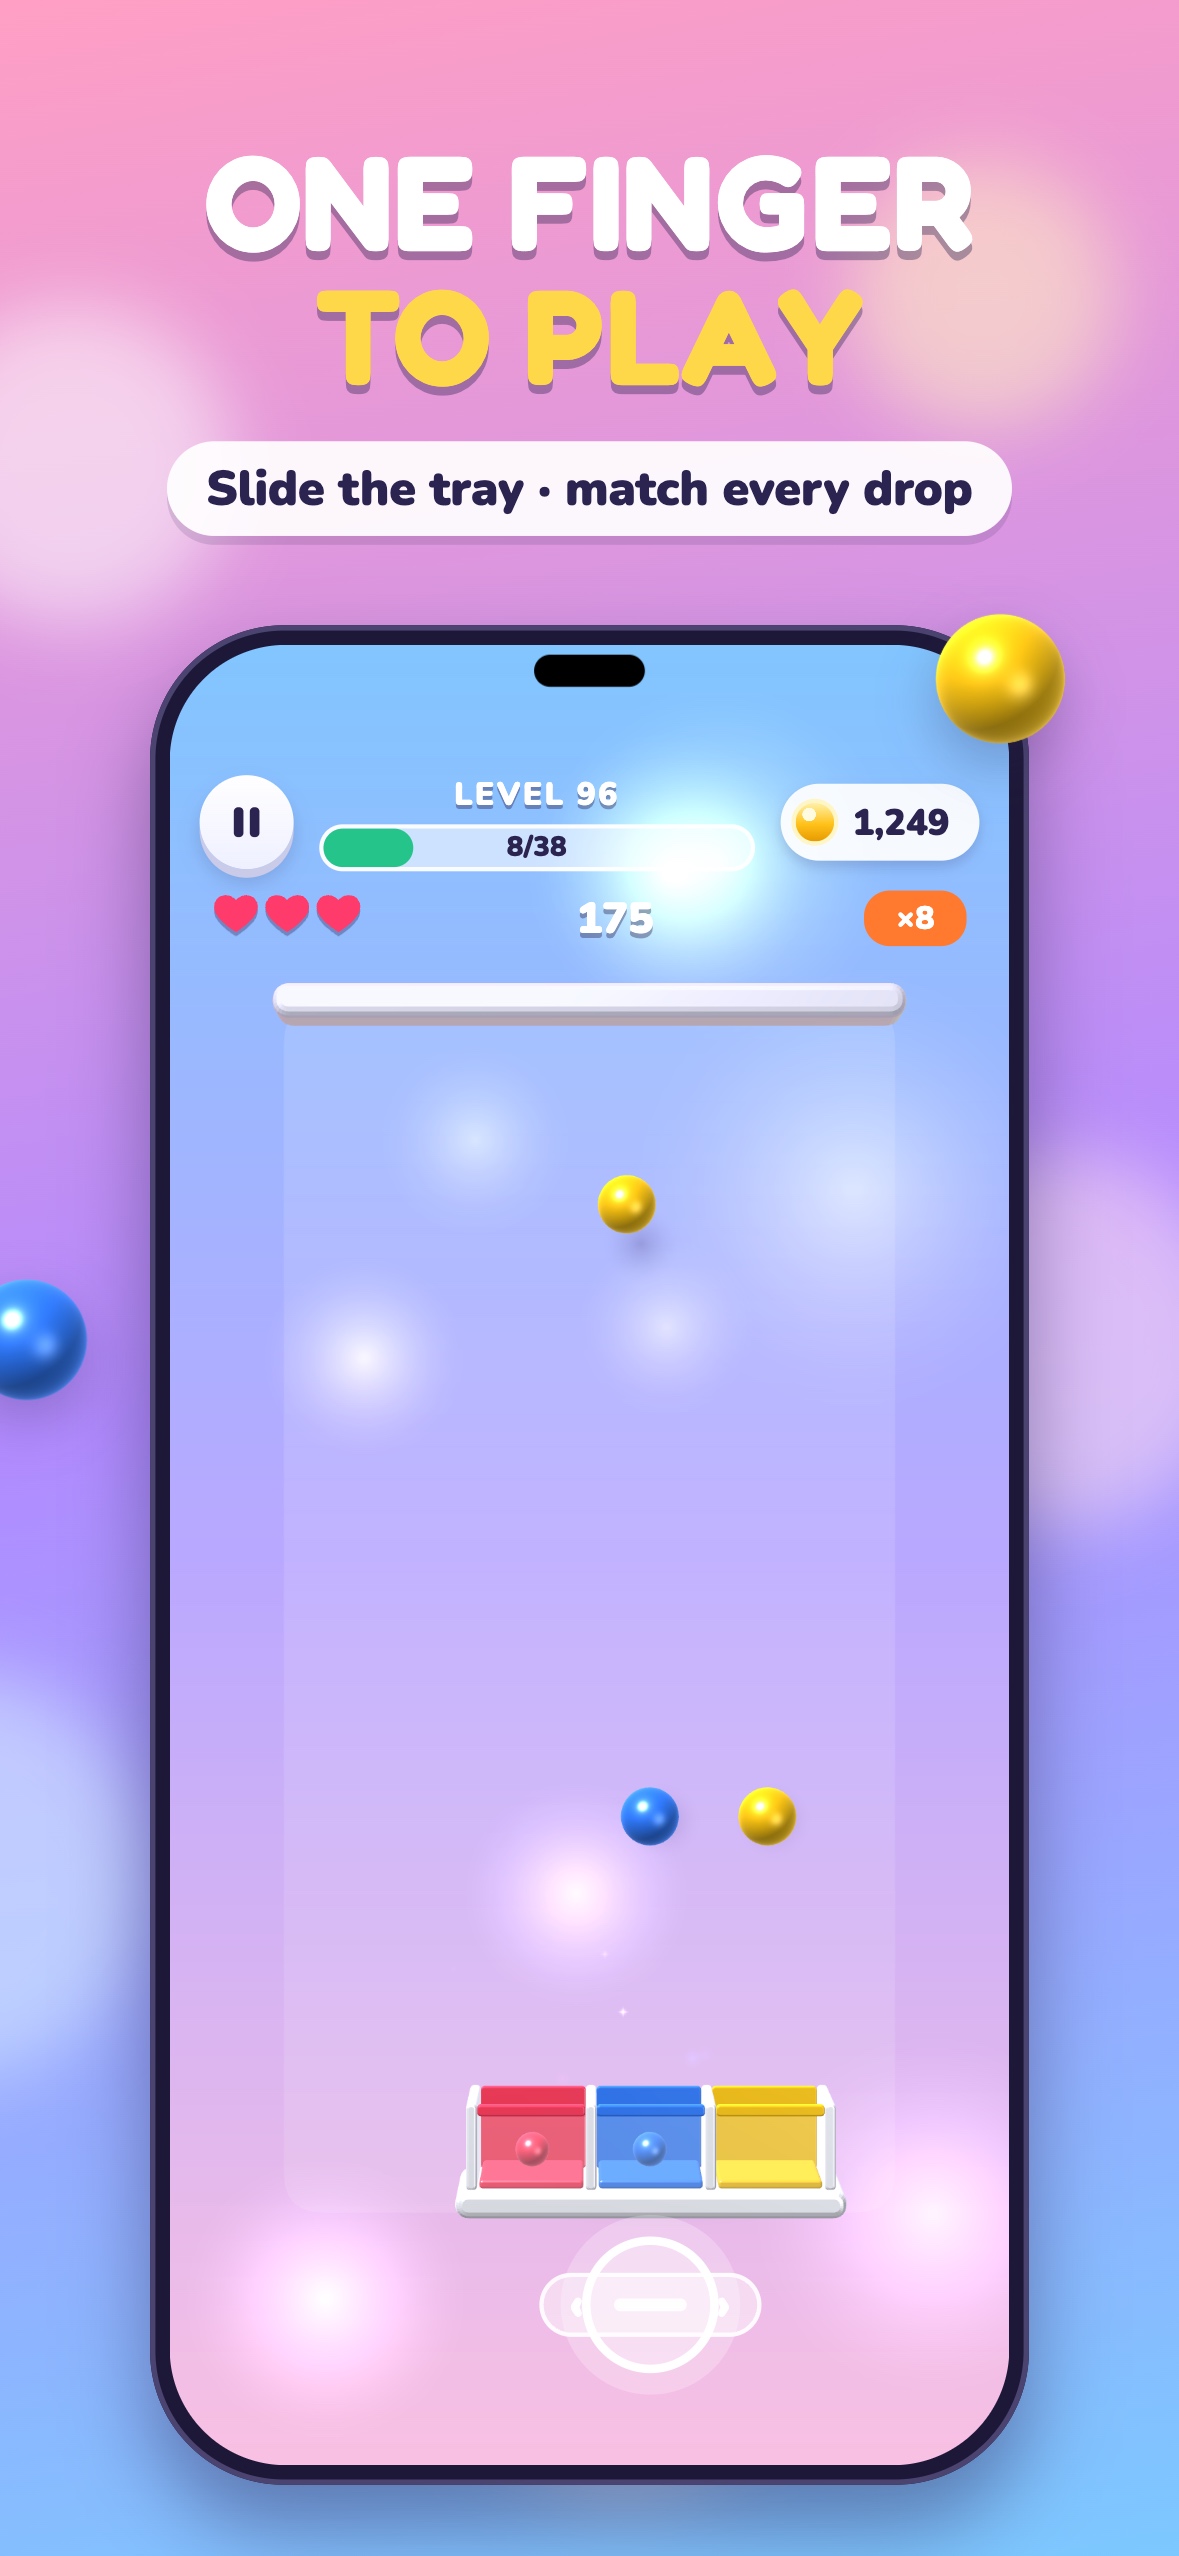 ONE FINGER
TO PLAY
Slide the tray · match every drop
LEVEL 96
8/38
1,249
175
×8